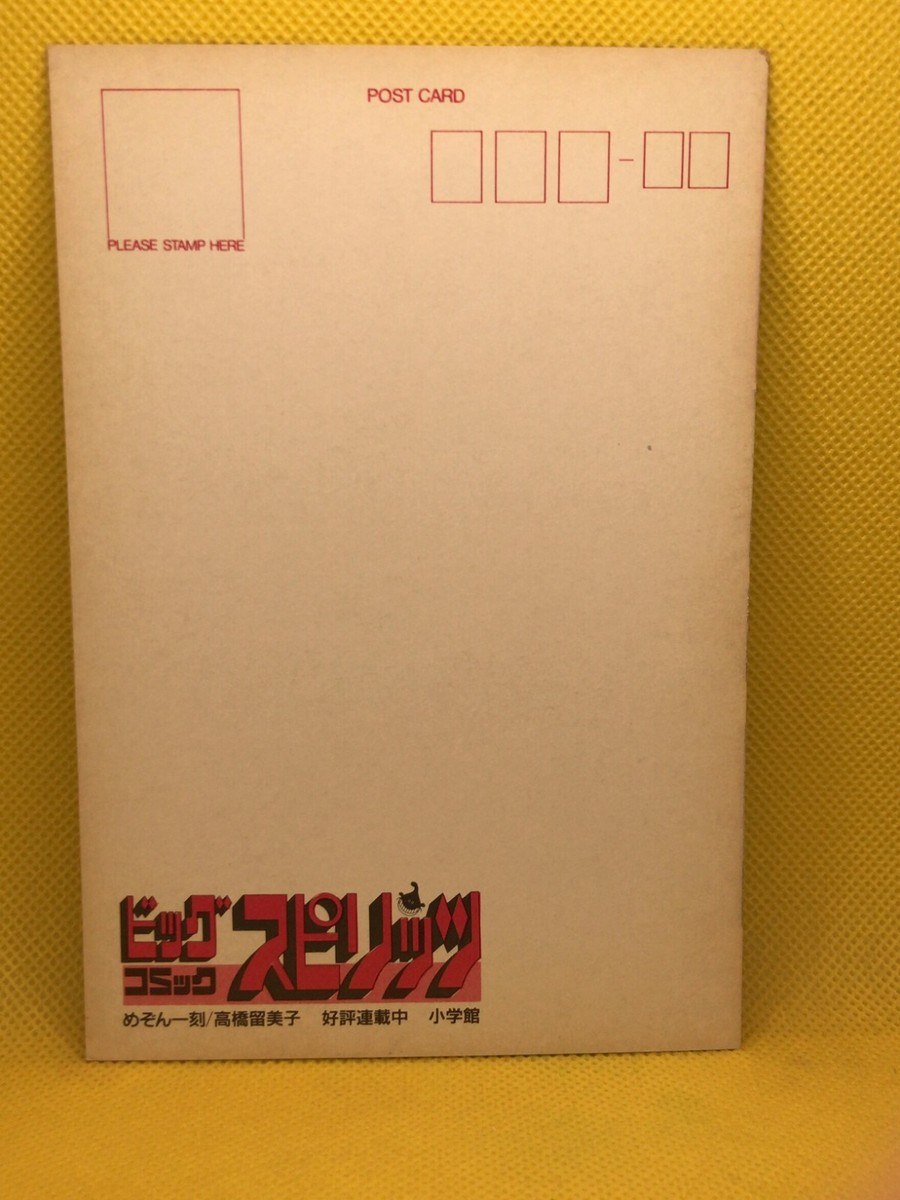 POST CARD
PLEASE STAMP HERE
ビッグ
コミック
スピリッツ
めぞん一刻/高橋留美子 好評連載中 小学館